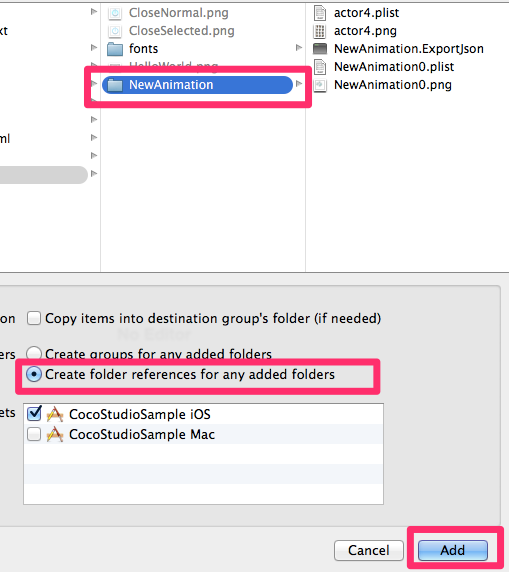 CloseNormal.png
CloseSelected.png
fonts
HelloWorld.png
NewAnimation
actor4.plist
actor4.png
NewAnimation.ExportJson
NewAnimation0.plist
NewAnimation0.png
xt
ml
on
Copy items into destination group's folder (if needed)
No Editor
ers
Create groups for any added folders
Create folder references for any added folders
ets
CocoStudioSample iOS
CocoStudioSample Mac
Cancel
Add